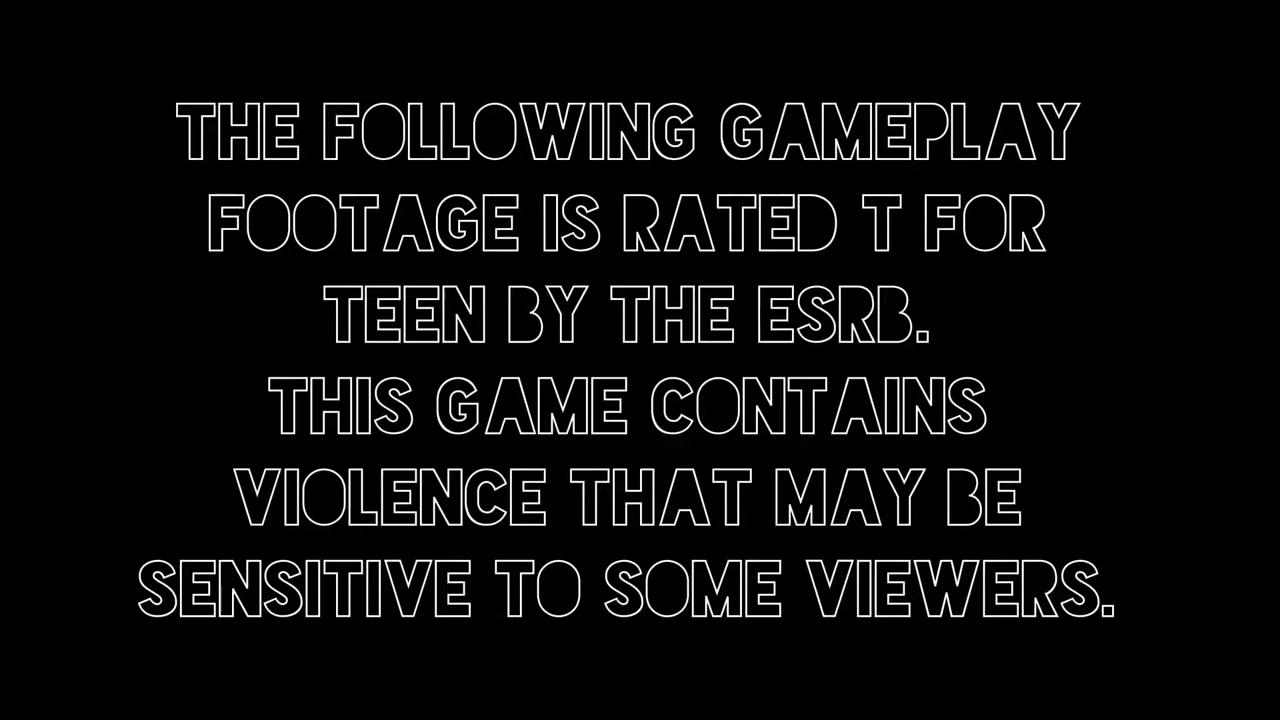 THE FOLLOWING GAMEPLAY
FOOTAGE IS RATED T FOR
TEEN BY THE ESRB.
THIS GAME CONTAINS
VIOLENCE THAT MAY BE
SENSITIVE TO SOME VIEWERS.